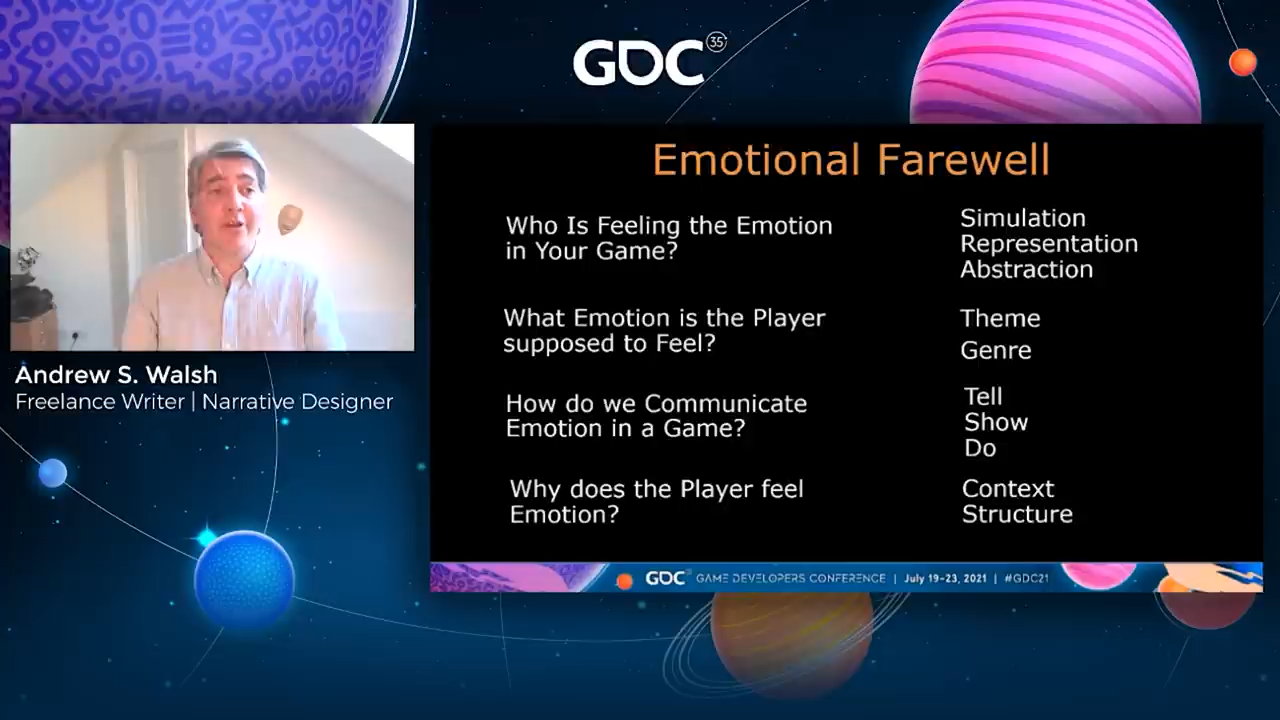 GDC 35
Emotional Farewell
Who Is Feeling the Emotion
in Your Game?
Simulation
Representation
Abstraction
What Emotion is the Player
supposed to Feel?
Theme
Genre
How do we Communicate
Emotion in a Game?
Tell
Show
Do
Why does the Player feel
Emotion?
Context
Structure
Andrew S. Walsh
Freelance Writer | Narrative Designer
GDC GAME DEVELOPERS CONFERENCE | July 19-23, 2021 | #GDC21